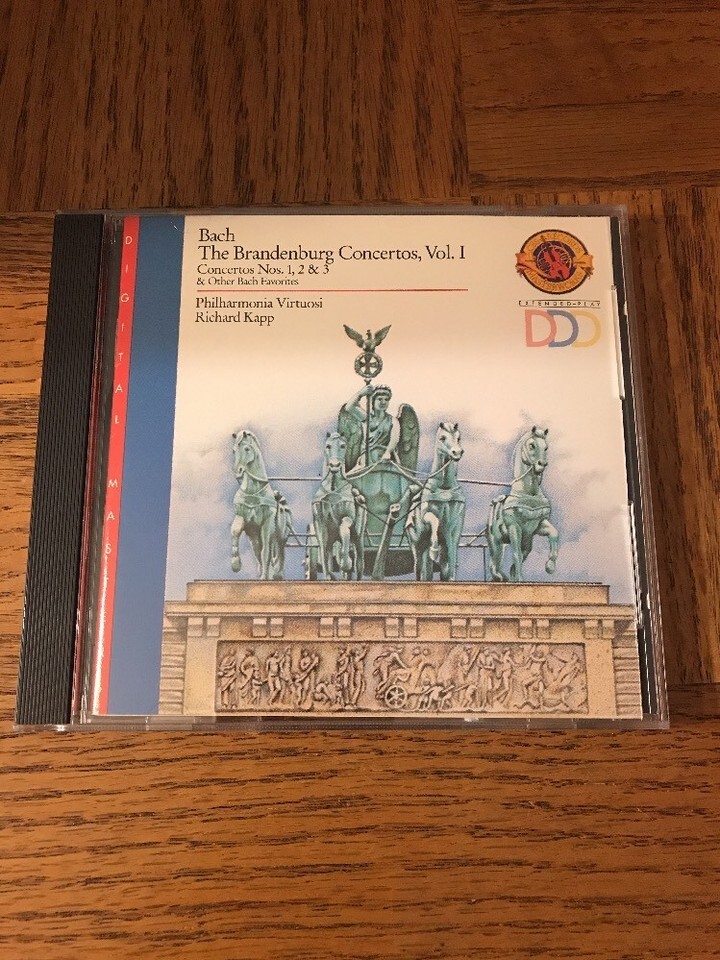 Bach
The Brandenburg Concertos, Vol. I
Concertos Nos. 1, 2 & 3
& Other Bach Favorites
Philharmonia Virtuosi
Richard Kapp
EXTENDED-PLAY
DDD
DIGITAL